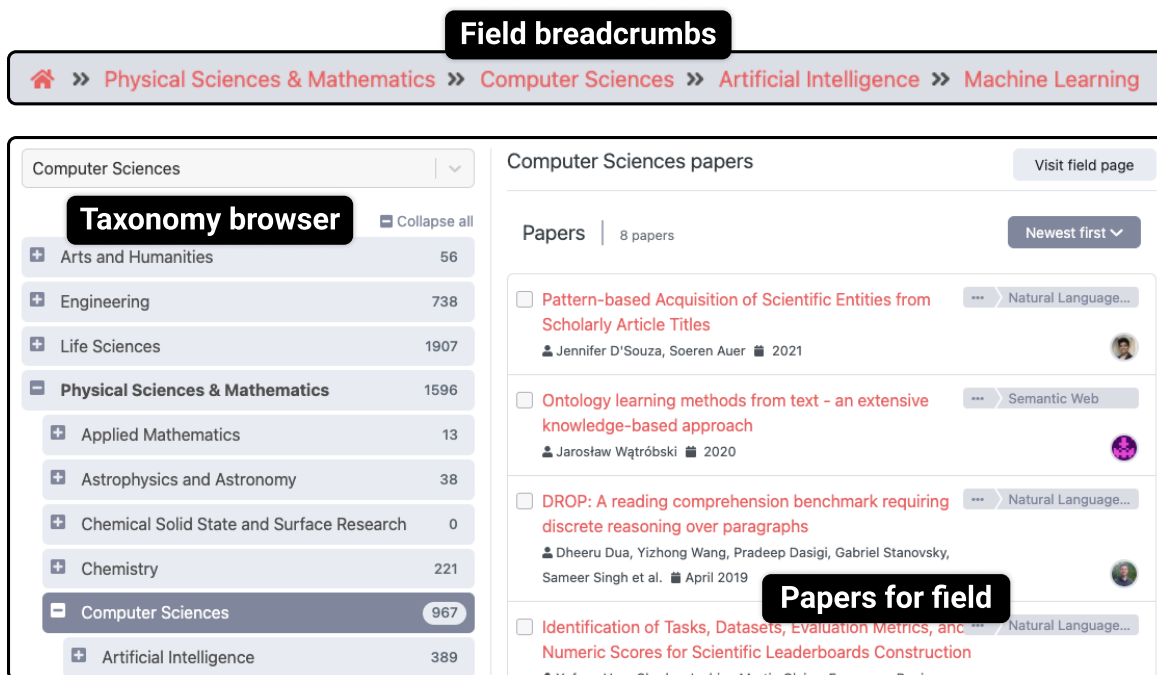 Field breadcrumbs
Physical Sciences & Mathematics » Computer Sciences » Artificial Intelligence » Machine Learning
Computer Sciences
Taxonomy browser
Collapse all
Arts and Humanities 56
Engineering 738
Life Sciences 1907
Physical Sciences & Mathematics 1596
Applied Mathematics 13
Astrophysics and Astronomy 38
Chemical Solid State and Surface Research 0
Chemistry 221
Computer Sciences 967
Artificial Intelligence 389
Computer Sciences papers
Visit field page
Papers 8 papers
Newest first
Pattern-based Acquisition of Scientific Entities from
Scholarly Article Titles
Natural Language...
Jennifer D'Souza, Soeren Auer 2021
Ontology learning methods from text - an extensive
knowledge-based approach
Semantic Web
Jarosław Wątróbski 2020
DROP: A reading comprehension benchmark requiring
discrete reasoning over paragraphs
Natural Language...
Dheeru Dua, Yizhong Wang, Pradeep Dasigi, Gabriel Stanovsky,
Sameer Singh et al. April 2019
Papers for field
Identification of Tasks, Datasets, Evaluation Metrics, and
Numeric Scores for Scientific Leaderboards Construction
Natural Language...